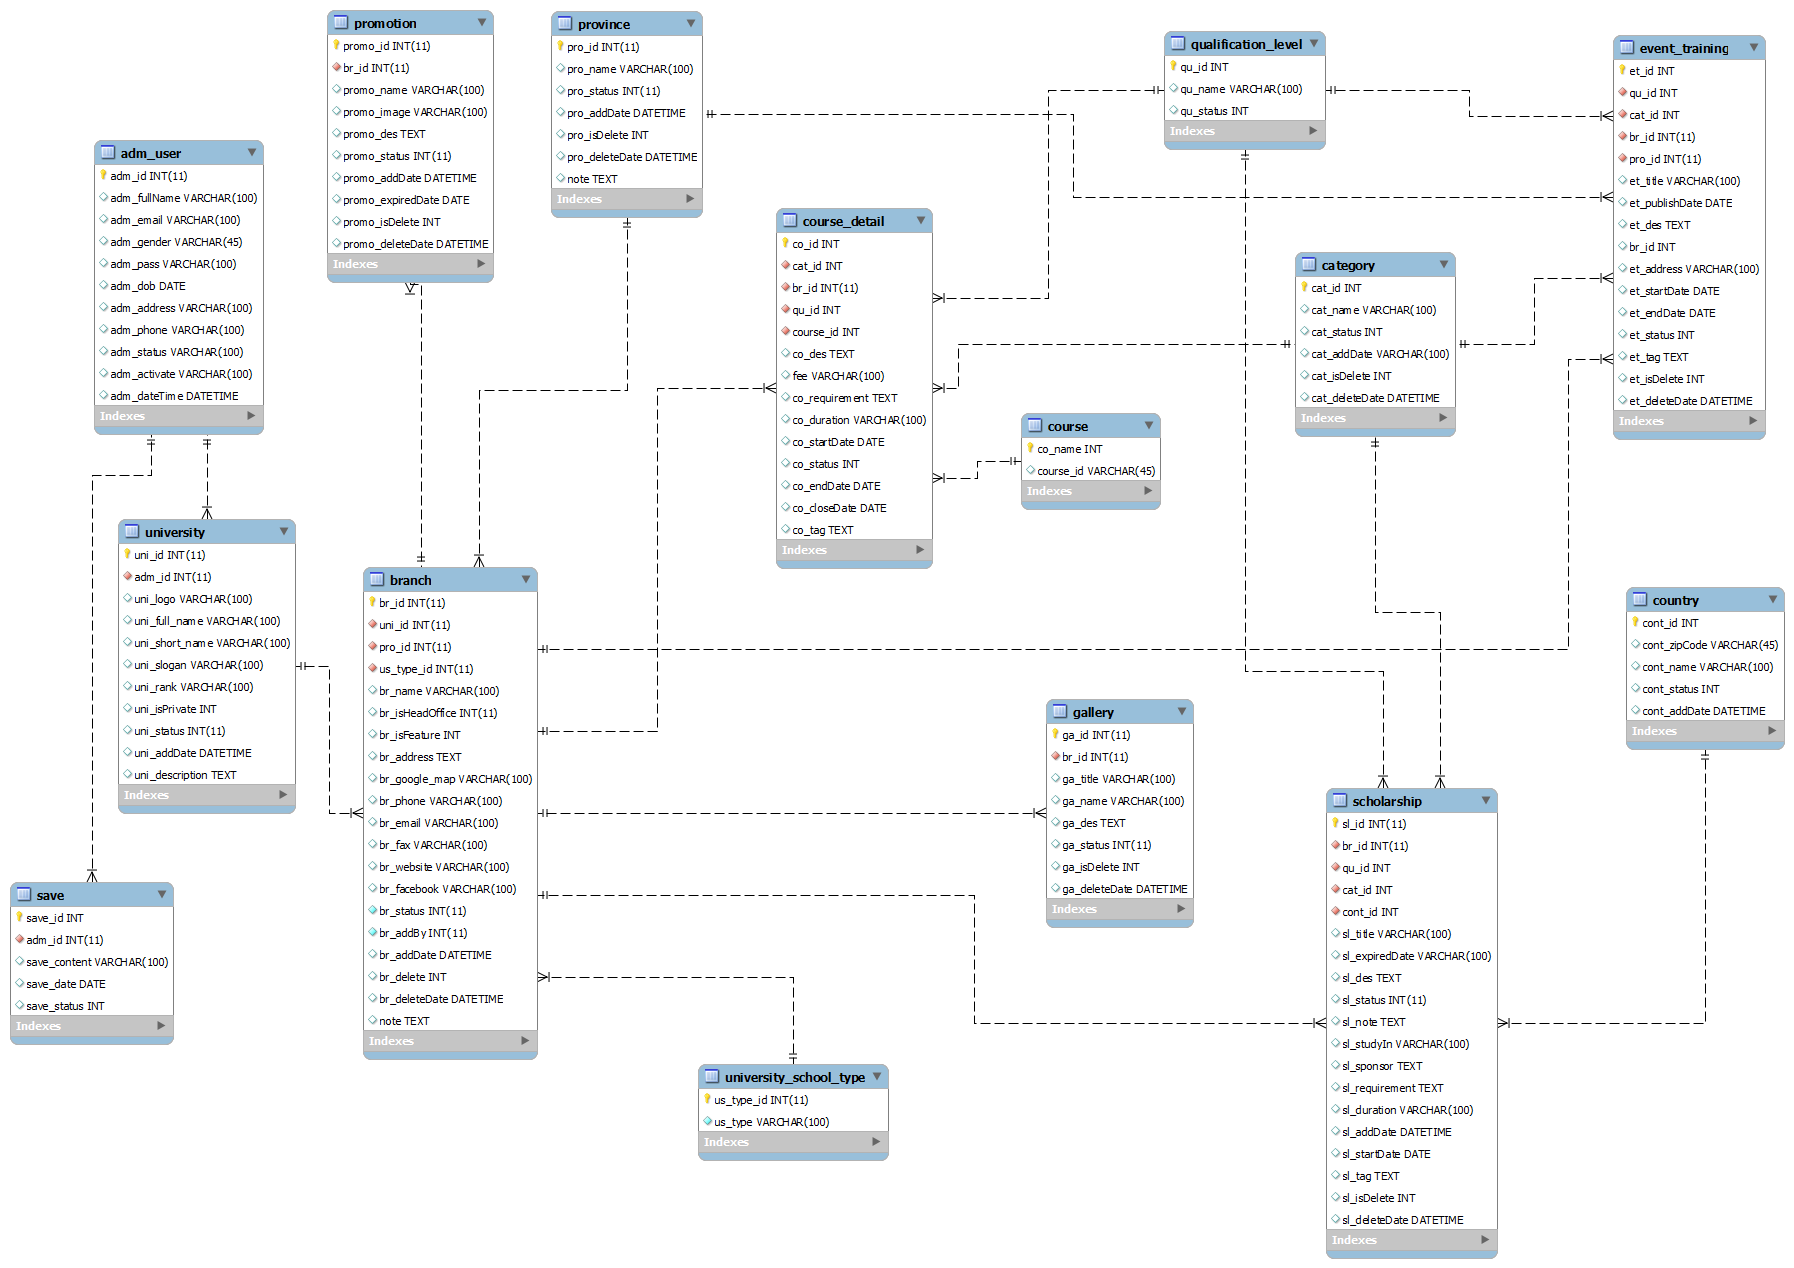 promotion
promo_id INT(11)
br_id INT(11)
promo_name VARCHAR(100)
promo_image VARCHAR(100)
promo_des TEXT
promo_status INT(11)
promo_addDate DATETIME
promo_expiredDate DATE
promo_isDelete INT
promo_deleteDate DATETIME
Indexes
province
pro_id INT(11)
pro_name VARCHAR(100)
pro_status INT(11)
pro_addDate DATETIME
pro_isDelete INT
pro_deleteDate DATETIME
note TEXT
Indexes
qualification_level
qu_id INT
qu_name VARCHAR(100)
qu_status INT
Indexes
event_training
et_id INT
qu_id INT
cat_id INT
br_id INT(11)
pro_id INT(11)
et_title VARCHAR(100)
et_publishDate DATE
et_des TEXT
br_id INT
et_address VARCHAR(100)
et_startDate DATE
et_endDate DATE
et_status INT
et_tag TEXT
et_isDelete INT
et_deleteDate DATETIME
Indexes
adm_user
adm_id INT(11)
adm_fullName VARCHAR(100)
adm_email VARCHAR(100)
adm_gender VARCHAR(45)
adm_pass VARCHAR(100)
adm_dob DATE
adm_address VARCHAR(100)
adm_phone VARCHAR(100)
adm_status VARCHAR(100)
adm_activate VARCHAR(100)
adm_dateTime DATETIME
Indexes
course_detail
co_id INT
cat_id INT
br_id INT(11)
qu_id INT
course_id INT
co_des TEXT
fee VARCHAR(100)
co_requirement TEXT
co_duration VARCHAR(100)
co_startDate DATE
co_status INT
co_endDate DATE
co_closeDate DATE
co_tag TEXT
Indexes
category
cat_id INT
cat_name VARCHAR(100)
cat_status INT
cat_addDate VARCHAR(100)
cat_isDelete INT
cat_deleteDate DATETIME
Indexes
course
co_name INT
course_id VARCHAR(45)
Indexes
university
uni_id INT(11)
adm_id INT(11)
uni_logo VARCHAR(100)
uni_full_name VARCHAR(100)
uni_short_name VARCHAR(100)
uni_slogan VARCHAR(100)
uni_rank VARCHAR(100)
uni_isPrivate INT
uni_status INT(11)
uni_addDate DATETIME
uni_description TEXT
Indexes
branch
br_id INT(11)
uni_id INT(11)
pro_id INT(11)
us_type_id INT(11)
br_name VARCHAR(100)
br_isHeadOffice INT(11)
br_isFeature INT
br_address TEXT
br_google_map VARCHAR(100)
br_phone VARCHAR(100)
br_email VARCHAR(100)
br_fax VARCHAR(100)
br_website VARCHAR(100)
br_facebook VARCHAR(100)
br_status INT(11)
br_addBy INT(11)
br_addDate DATETIME
br_delete INT
br_deleteDate DATETIME
note TEXT
Indexes
country
cont_id INT
cont_zipCode VARCHAR(45)
cont_name VARCHAR(100)
cont_status INT
cont_addDate DATETIME
Indexes
gallery
ga_id INT(11)
br_id INT(11)
ga_title VARCHAR(100)
ga_name VARCHAR(100)
ga_des TEXT
ga_status INT(11)
ga_isDelete INT
ga_deleteDate DATETIME
Indexes
scholarship
sl_id INT(11)
br_id INT(11)
qu_id INT
cat_id INT
cont_id INT
sl_title VARCHAR(100)
sl_expiredDate VARCHAR(100)
sl_des TEXT
sl_status INT(11)
sl_note TEXT
sl_studyIn VARCHAR(100)
sl_sponsor TEXT
sl_requirement TEXT
sl_duration VARCHAR(100)
sl_addDate DATETIME
sl_startDate DATE
sl_tag TEXT
sl_isDelete INT
sl_deleteDate DATETIME
Indexes
save
save_id INT
adm_id INT(11)
save_content VARCHAR(100)
save_date DATE
save_status INT
Indexes
university_school_type
us_type_id INT(11)
us_type VARCHAR(100)
Indexes